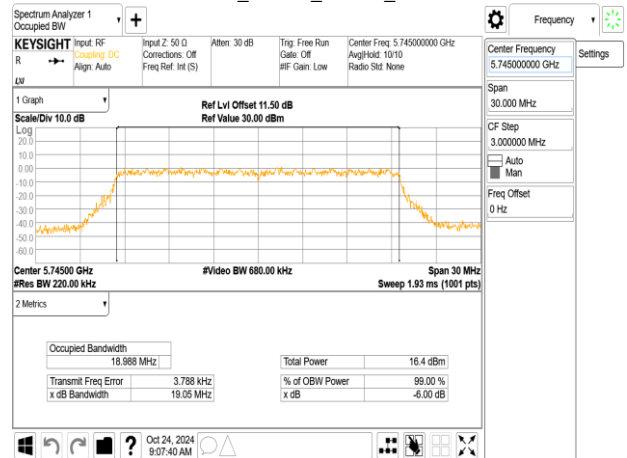 Spectrum Analyzer 1
Occupied BW
Frequency
KEYSIGHT
R
LXI
Input: RF
Coupling: DC
Align: Auto
Input Z: 50 Ω
Corrections: Off
Freq Ref: Int (S)
Atten: 30 dB
Trig: Free Run
Gate: Off
#IF Gain: Low
Center Freq: 5.745000000 GHz
Avg|Hold: 10/10
Radio Std: None
Center Frequency
5.745000000 GHz
Settings
Span
30.000 MHz
CF Step
3.000000 MHz
Auto
Man
Freq Offset
0 Hz
1 Graph
Scale/Div 10.0 dB
Ref Lvl Offset 11.50 dB
Ref Value 30.00 dBm
Log
20.0
10.0
0.00
-10.0
-20.0
-30.0
-40.0
-50.0
-60.0
Center 5.74500 GHz
#Res BW 220.00 kHz
#Video BW 680.00 kHz
Span 30 MHz
Sweep 1.93 ms (1001 pts)
2 Metrics
Occupied Bandwidth
18.988 MHz
Total Power 16.4 dBm
Transmit Freq Error 3.788 kHz
% of OBW Power 99.00 %
x dB Bandwidth 19.05 MHz
x dB -6.00 dB
?
Oct 24, 2024
9:07:40 AM